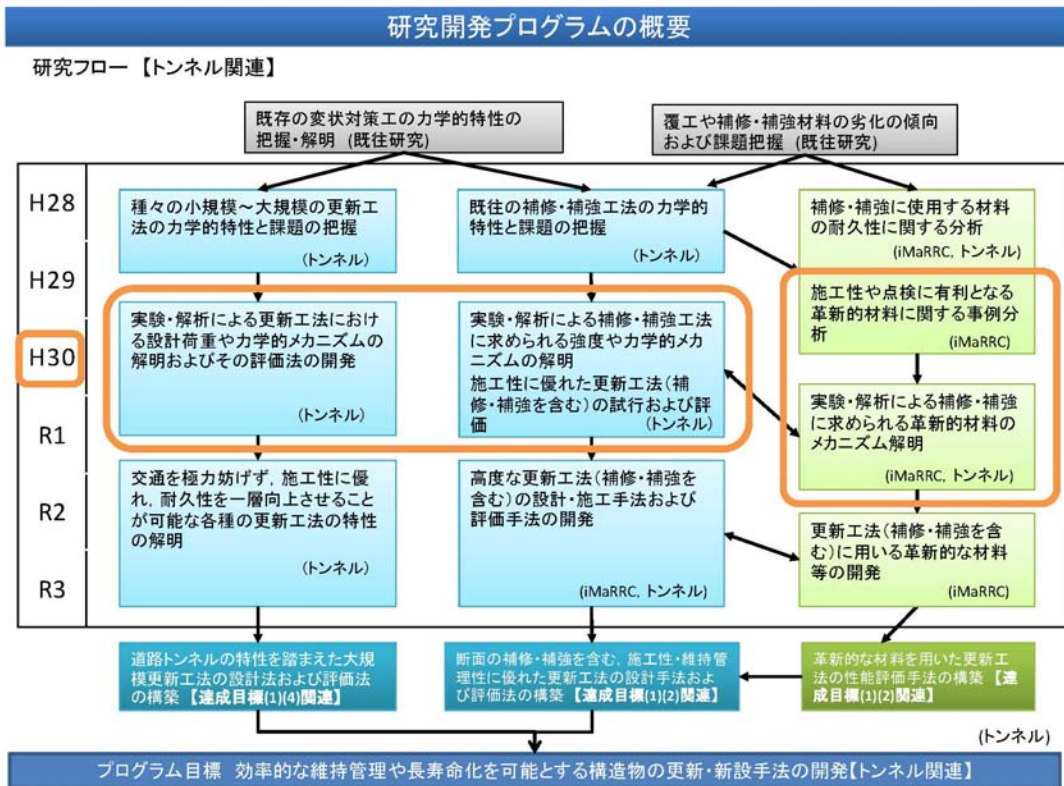 研究開発プログラムの概要
研究フロー 【トンネル関連】
既存の変状対策工の力学的特性の
把握・解明 (既往研究)
覆工や補修・補強材料の劣化の傾向
および課題把握 (既往研究)
H28
H29
H30
R1
R2
R3
種々の小規模～大規模の更新工
法の力学的特性と課題の把握
(トンネル)
既往の補修・補強工法の力学的
特性と課題の把握
(トンネル)
補修・補強に使用する材料
の耐久性に関する分析
(iMaRRC, トンネル)
実験・解析による更新工法にお
ける設計荷重や力学的メカニズムの
解明およびその評価法の開発
(トンネル)
実験・解析による補修・補強工法
に求められる強度や力学的メカ
ニズムの解明
施工性に優れた更新工法(補
修・補強を含む)の試行および評
価
(トンネル)
施工性や点検に有利となる
革新的材料に関する事例分
析
(iMaRRC)
実験・解析による補修・補強
に求められる革新的材料の
メカニズム解明
(iMaRRC, トンネル)
交通を極力妨げず, 施工性に優
れ, 耐久性を一層向上させること
が可能な各種の更新工法の特性
の解明
(トンネル)
高度な更新工法(補修・補強を
含む)の設計・施工手法および
評価手法の開発
(iMaRRC, トンネル)
更新工法(補修・補強を含
む)に用いる革新的な材料
等の開発
(iMaRRC)
道路トンネルの特性を踏まえた大規
模更新工法の設計法および評価法
の構築 【達成目標(1)(4)関連】
断面の補修・補強を含む, 施工性・維持管
理性に優れた更新工法の設計手法およ
び評価法の構築 【達成目標(1)(2)関連】
革新的な材料を用いた更新工
法の性能評価手法の構築 【達
成目標(1)(2)関連】
(トンネル)
プログラム目標 効率的な維持管理や長寿命化を可能とする構造物の更新・新設手法の開発【トンネル関連】